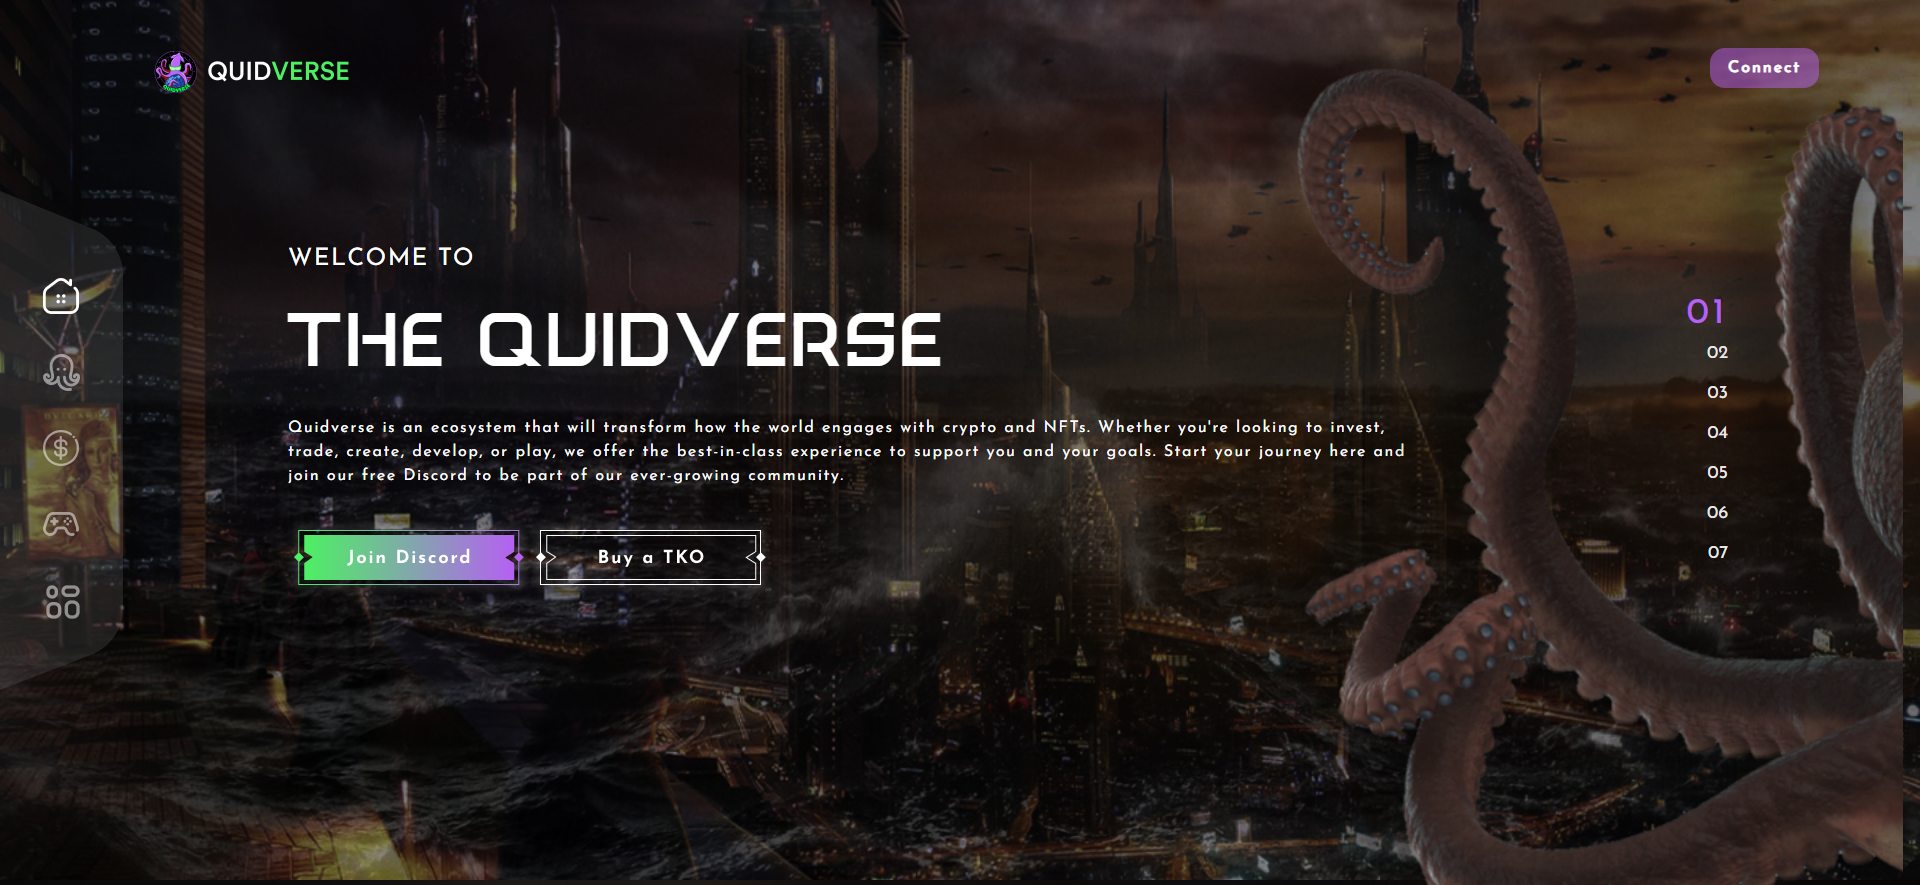 QUIDVERSE
Connect
WELCOME TO
THE QUIDVERSE
Quidverse is an ecosystem that will transform how the world engages with crypto and NFTs. Whether you're looking to invest,
trade, create, develop, or play, we offer the best-in-class experience to support you and your goals. Start your journey here and
join our free Discord to be part of our ever-growing community.
Join Discord
Buy a TKO
01
02
03
04
05
06
07